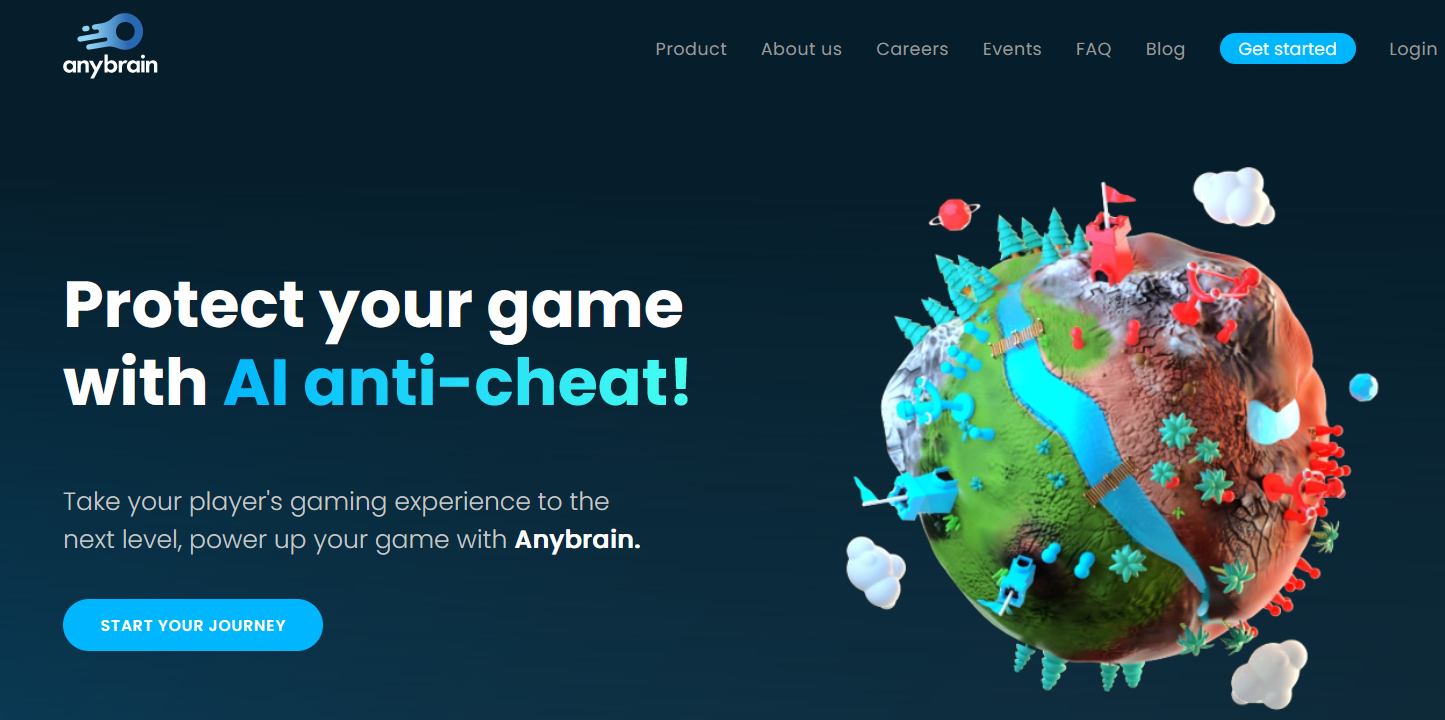 anybrain
Product About us Careers Events FAQ Blog Get started Login
Protect your game
with AI anti-cheat!
Take your player's gaming experience to the
next level, power up your game with Anybrain.
START YOUR JOURNEY